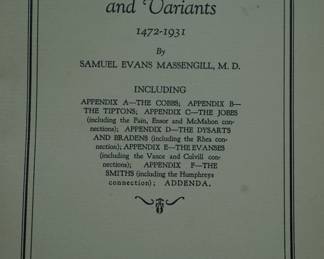 and Variants
1472-1931
By
SAMUEL EVANS MASSENGILL, M. D.
INCLUDING
APPENDIX A—THE COBBS; APPENDIX B—
THE TIPTONS; APPENDIX C—THE JOBES
(including the Pain, Ensor and McMahon con-
nections); APPENDIX D—THE DYSARTS
AND BRADENS (including the Rhea con-
nection); APPENDIX E—THE EVANSES
(including the Vance and Colvill con-
nections); APPENDIX F—THE
SMITHS (including the Humphreys
connection); ADDENDA.